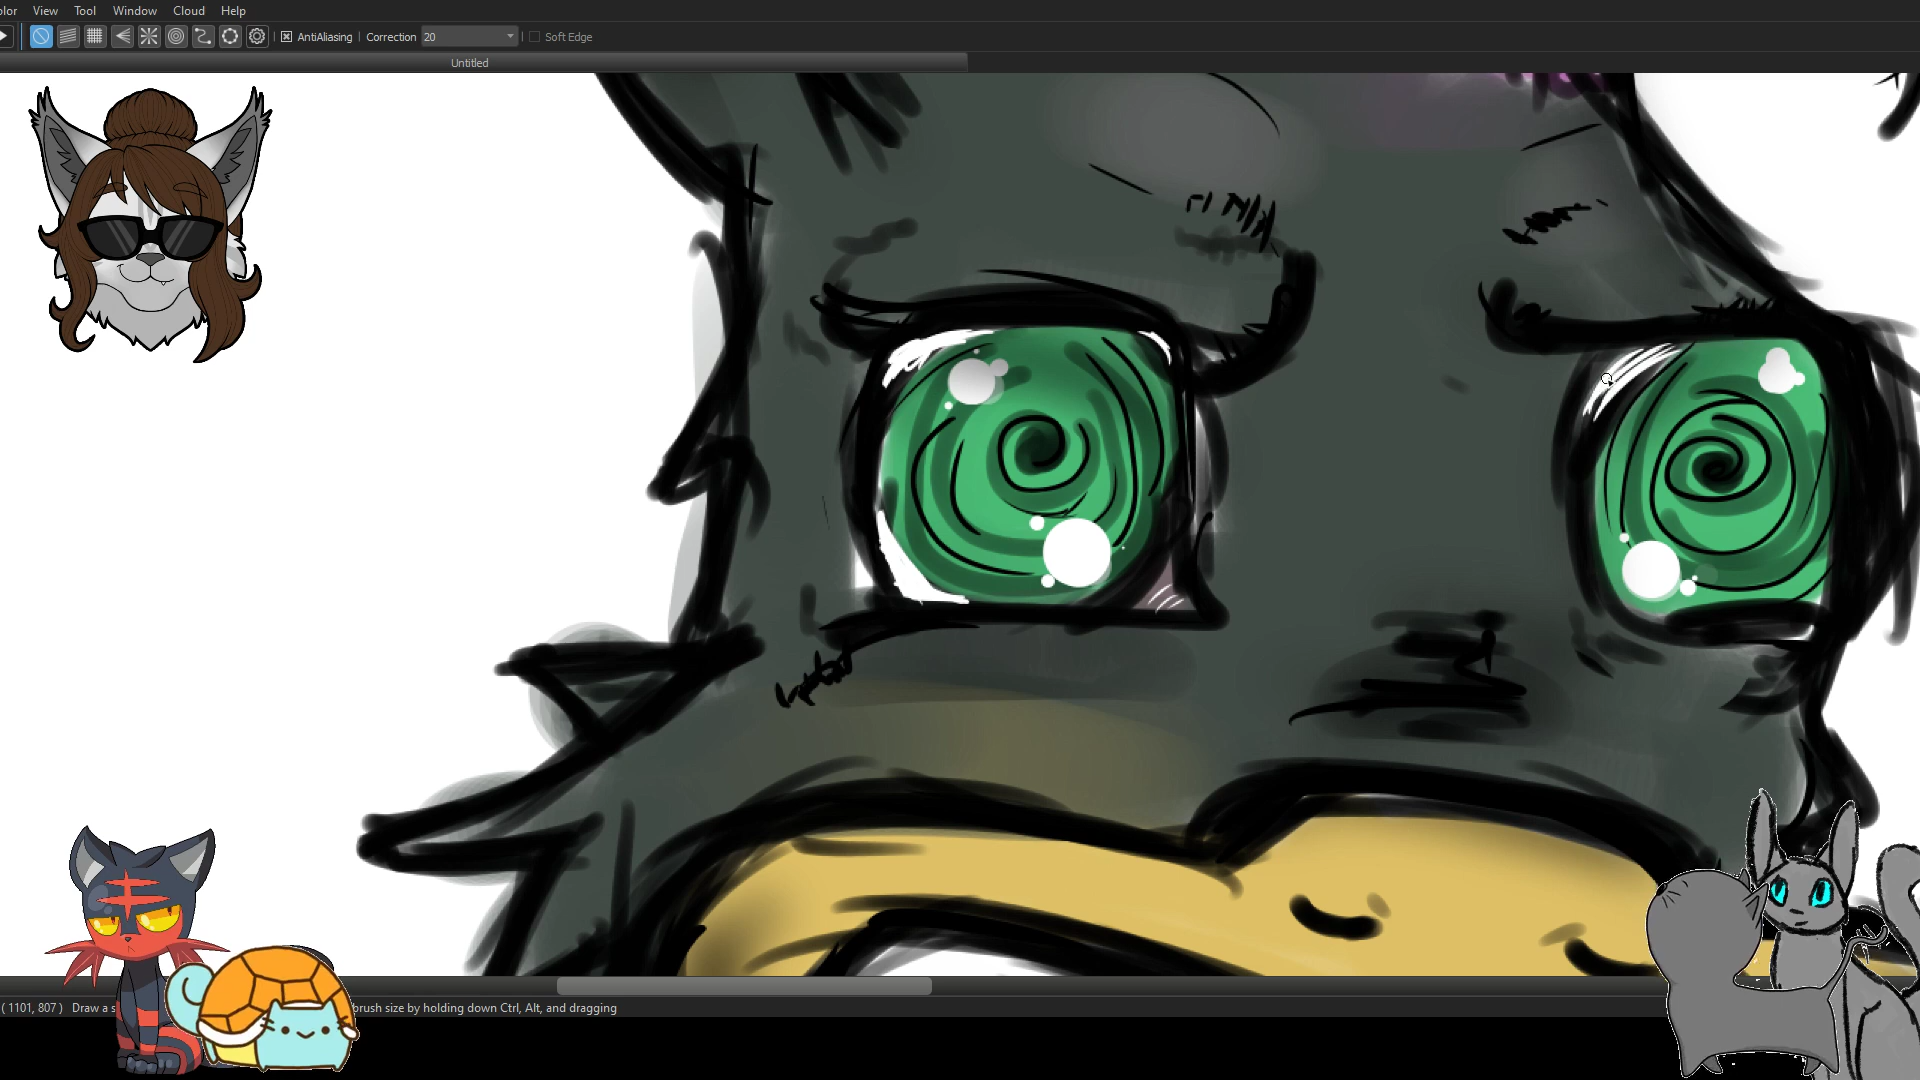 olor View Tool Window Cloud Help
AntiAliasing Correction 20 Soft Edge
Untitled
( 1101, 807 ) Draw a s brush size by holding down Ctrl, Alt, and dragging